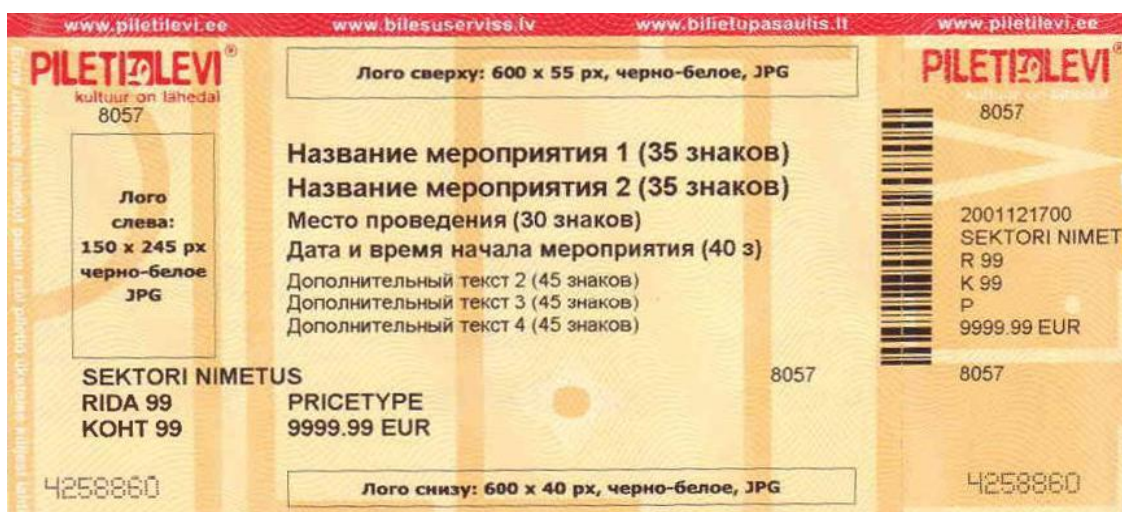 www.piletilevi.ee www.bilesuserviss.lv www.bilietupasaulis.lt www.piletilevi.ee
PILETILEVI®
kultuur on lähedal
8057
Лого сверху: 600 x 55 px, черно-белое, JPG
Лого
слева:
150 x 245 px
черно-белое
JPG
Название мероприятия 1 (35 знаков)
Название мероприятия 2 (35 знаков)
Место проведения (30 знаков)
Дата и время начала мероприятия (40 з)
Дополнительный текст 2 (45 знаков)
Дополнительный текст 3 (45 знаков)
Дополнительный текст 4 (45 знаков)
SEKTORI NIMETUS
RIDA 99 PRICETYPE
KOHT 99 9999.99 EUR
8057
4258860
Лого снизу: 600 x 40 px, черно-белое, JPG
PILETILEVI®
kultuur on lähedal
8057
2001121700
SEKTORI NIMET
R 99
K 99
P
9999.99 EUR
8057
4258860